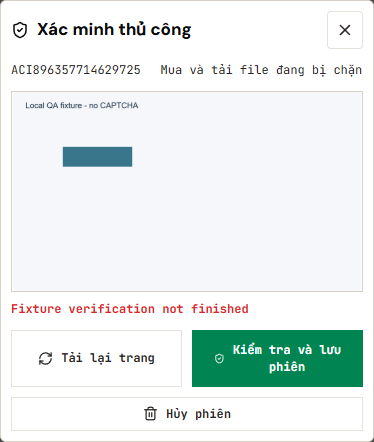 Xác minh thủ công
ACI896357714629725 Mua và tải file đang bị chặn
Local QA fixture - no CAPTCHA
Fixture verification not finished
Tải lại trang
Kiểm tra và lưu
phiên
Hủy phiên